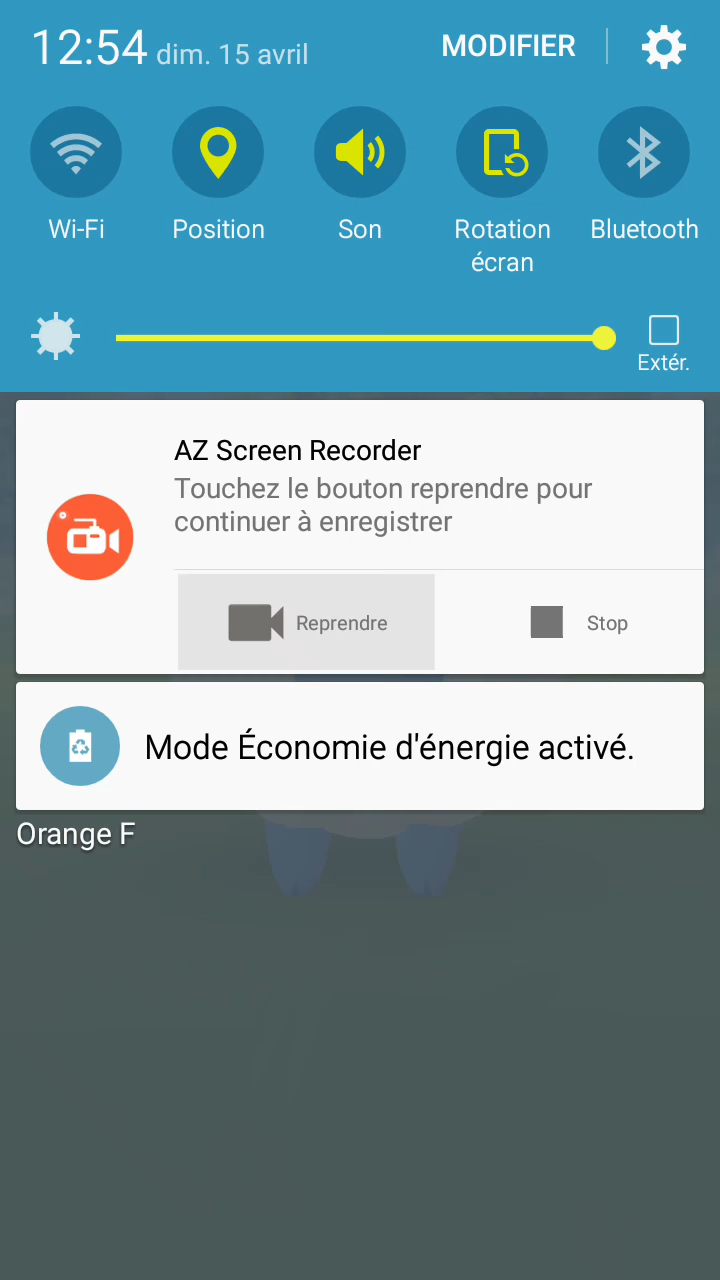 12:54 dim. 15 avril MODIFIER
Wi-Fi Position Son Rotation écran Bluetooth
Extér.
AZ Screen Recorder
Touchez le bouton reprendre pour
continuer à enregistrer
Reprendre Stop
Mode Économie d'énergie activé.
Orange F